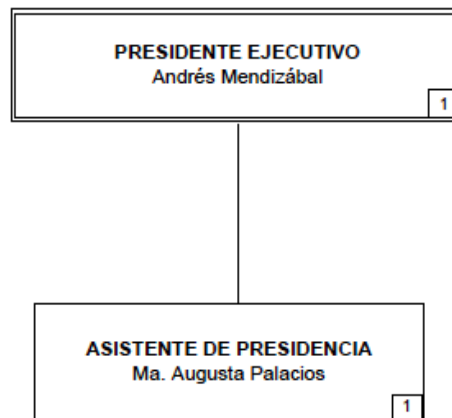 PRESIDENTE EJECUTIVO
Andrés Mendizábal
1
ASISTENTE DE PRESIDENCIA
Ma. Augusta Palacios
1